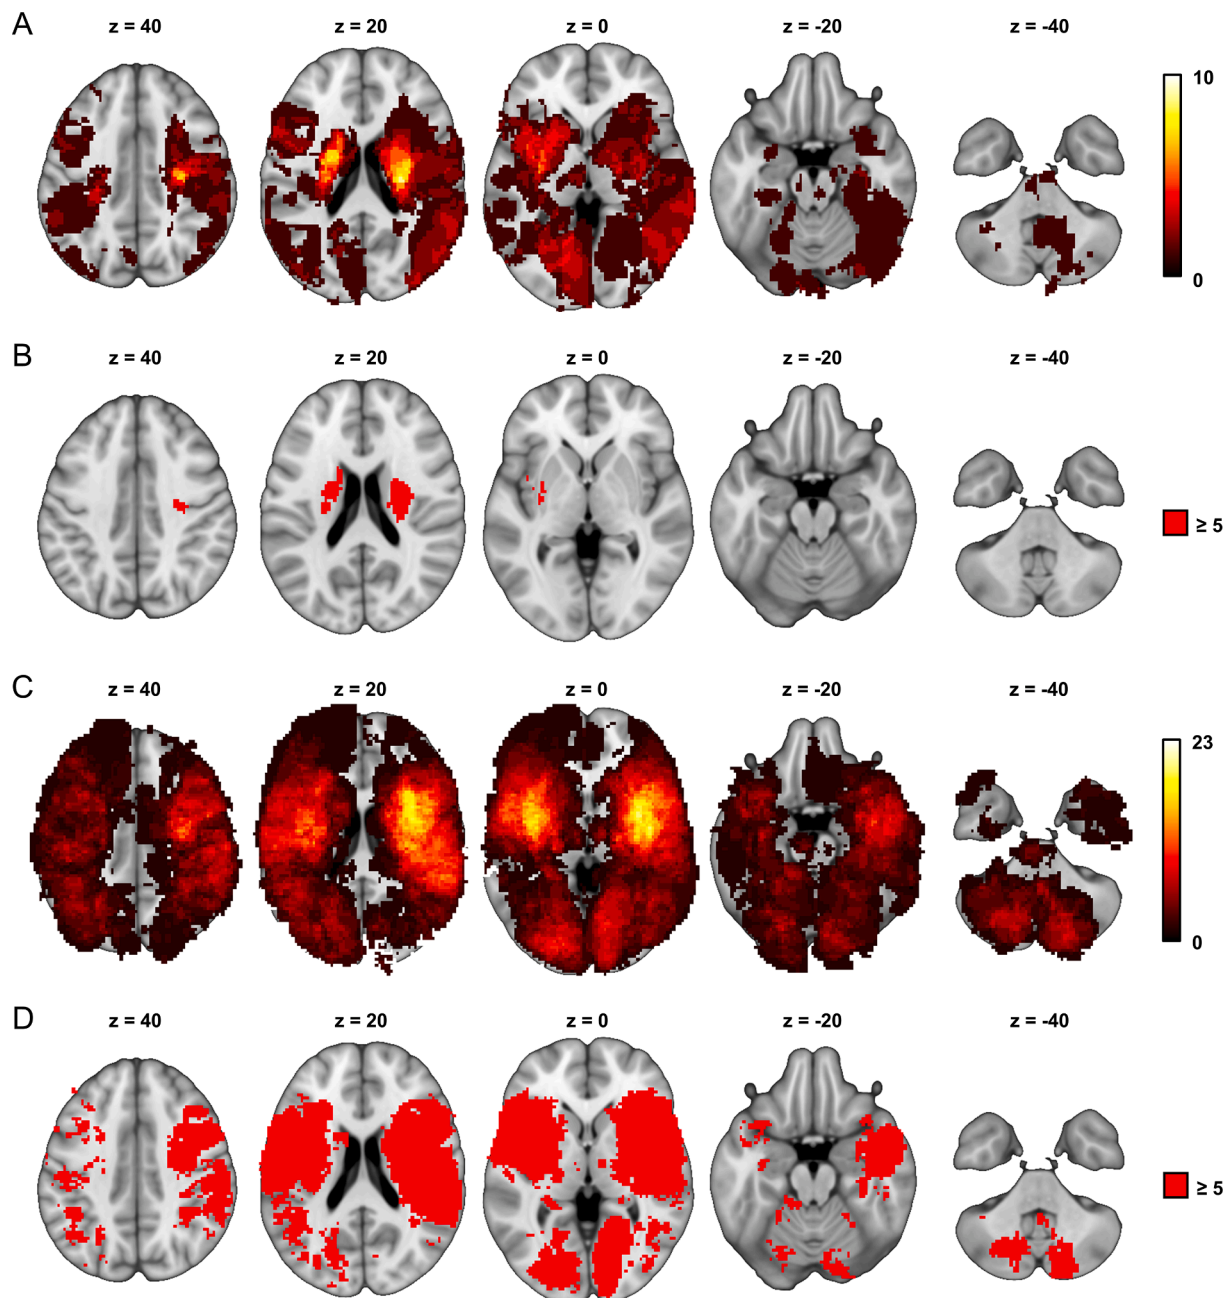 A
z = 40 z = 20 z = 0 z = -20 z = -40
10
0
B
z = 40 z = 20 z = 0 z = -20 z = -40
≥ 5
C
z = 40 z = 20 z = 0 z = -20 z = -40
23
0
D
z = 40 z = 20 z = 0 z = -20 z = -40
≥ 5